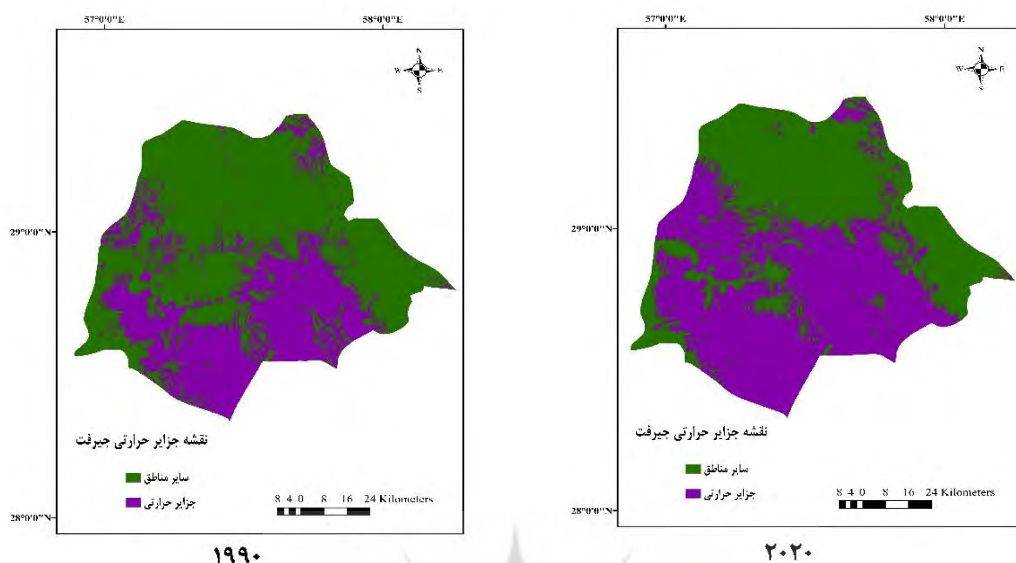 57°0'0"E 58°0'0"E
N
W E
S
29°0'0"N
نقشه جزایر حرارتی جیرفت
سایر مناطق
جزایر حرارتی
8 4 0 8 16 24 Kilometers
28°0'0"N
۱۹۹۰
57°0'0"E 58°0'0"E
N
W E
S
29°0'0"N
نقشه جزایر حرارتی جیرفت
سایر مناطق
جزایر حرارتی
8 4 0 8 16 24 Kilometers
28°0'0"N
۲۰۲۰